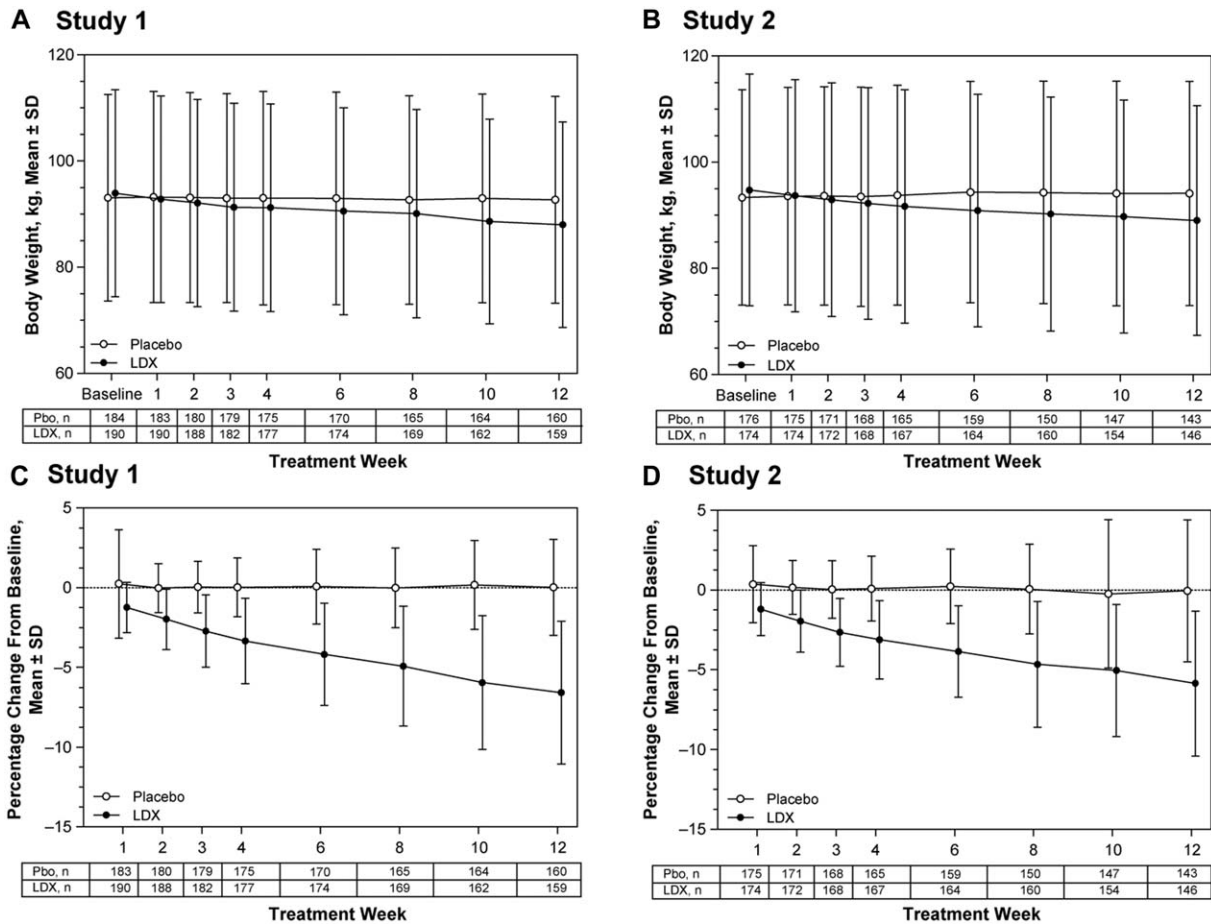 A Study 1
Body Weight, kg, Mean ± SD
120
100
80
60
Placebo
LDX
Baseline 1 2 3 4 6 8 10 12
Pbo, n 184 183 180 179 175 170 165 164 160
LDX, n 190 190 188 182 177 174 169 162 159
Treatment Week
B Study 2
Body Weight, kg, Mean ± SD
120
100
80
60
Placebo
LDX
Baseline 1 2 3 4 6 8 10 12
Pbo, n 176 175 171 168 165 159 150 147 143
LDX, n 174 174 172 168 167 164 160 154 146
Treatment Week
C Study 1
Percentage Change From Baseline,
Mean ± SD
5
0
–5
–10
–15
Placebo
LDX
1 2 3 4 6 8 10 12
Pbo, n 183 180 179 175 170 165 164 160
LDX, n 190 188 182 177 174 169 162 159
Treatment Week
D Study 2
Percentage Change From Baseline,
Mean ± SD
5
0
–5
–10
–15
Placebo
LDX
1 2 3 4 6 8 10 12
Pbo, n 175 171 168 165 159 150 147 143
LDX, n 174 172 168 167 164 160 154 146
Treatment Week